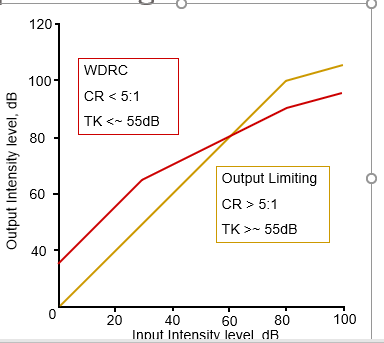 120
WDRC
CR < 5:1
TK <~ 55dB
100
80
60
40
0
Output Intensity level, dB
Output Limiting
CR > 5:1
TK >~ 55dB
20
40
60
80
100
Input Intensity level, dB